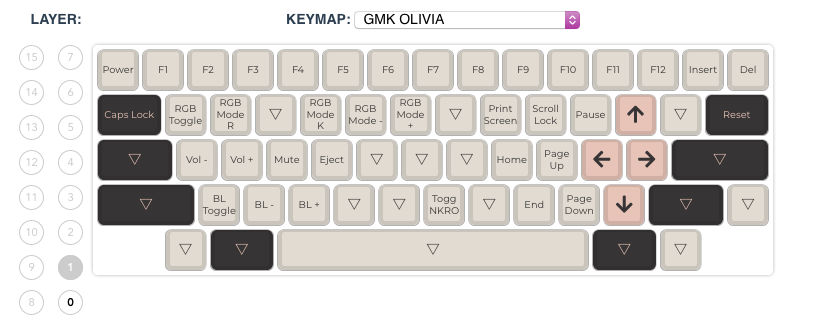 LAYER: KEYMAP: GMK OLIVIA
15 7 Power F1 F2 F3 F4 F5 F6 F7 F8 F9 F10 F11 F12 Insert Del
14 6
13 5 Caps Lock RGB Toggle RGB Mode R ▽ RGB Mode K RGB Mode - RGB Mode + ▽ Print Screen Scroll Lock Pause ↑ ▽ Reset
12 4 ▽ Vol - Vol + Mute Eject ▽ ▽ ▽ Home Page Up ← → ▽
11 3 ▽ BL Toggle BL - BL + ▽ ▽ Togg NKRO ▽ End Page Down ↓ ▽ ▽
10 2
9 1 ▽ ▽ ▽ ▽ ▽
8 0